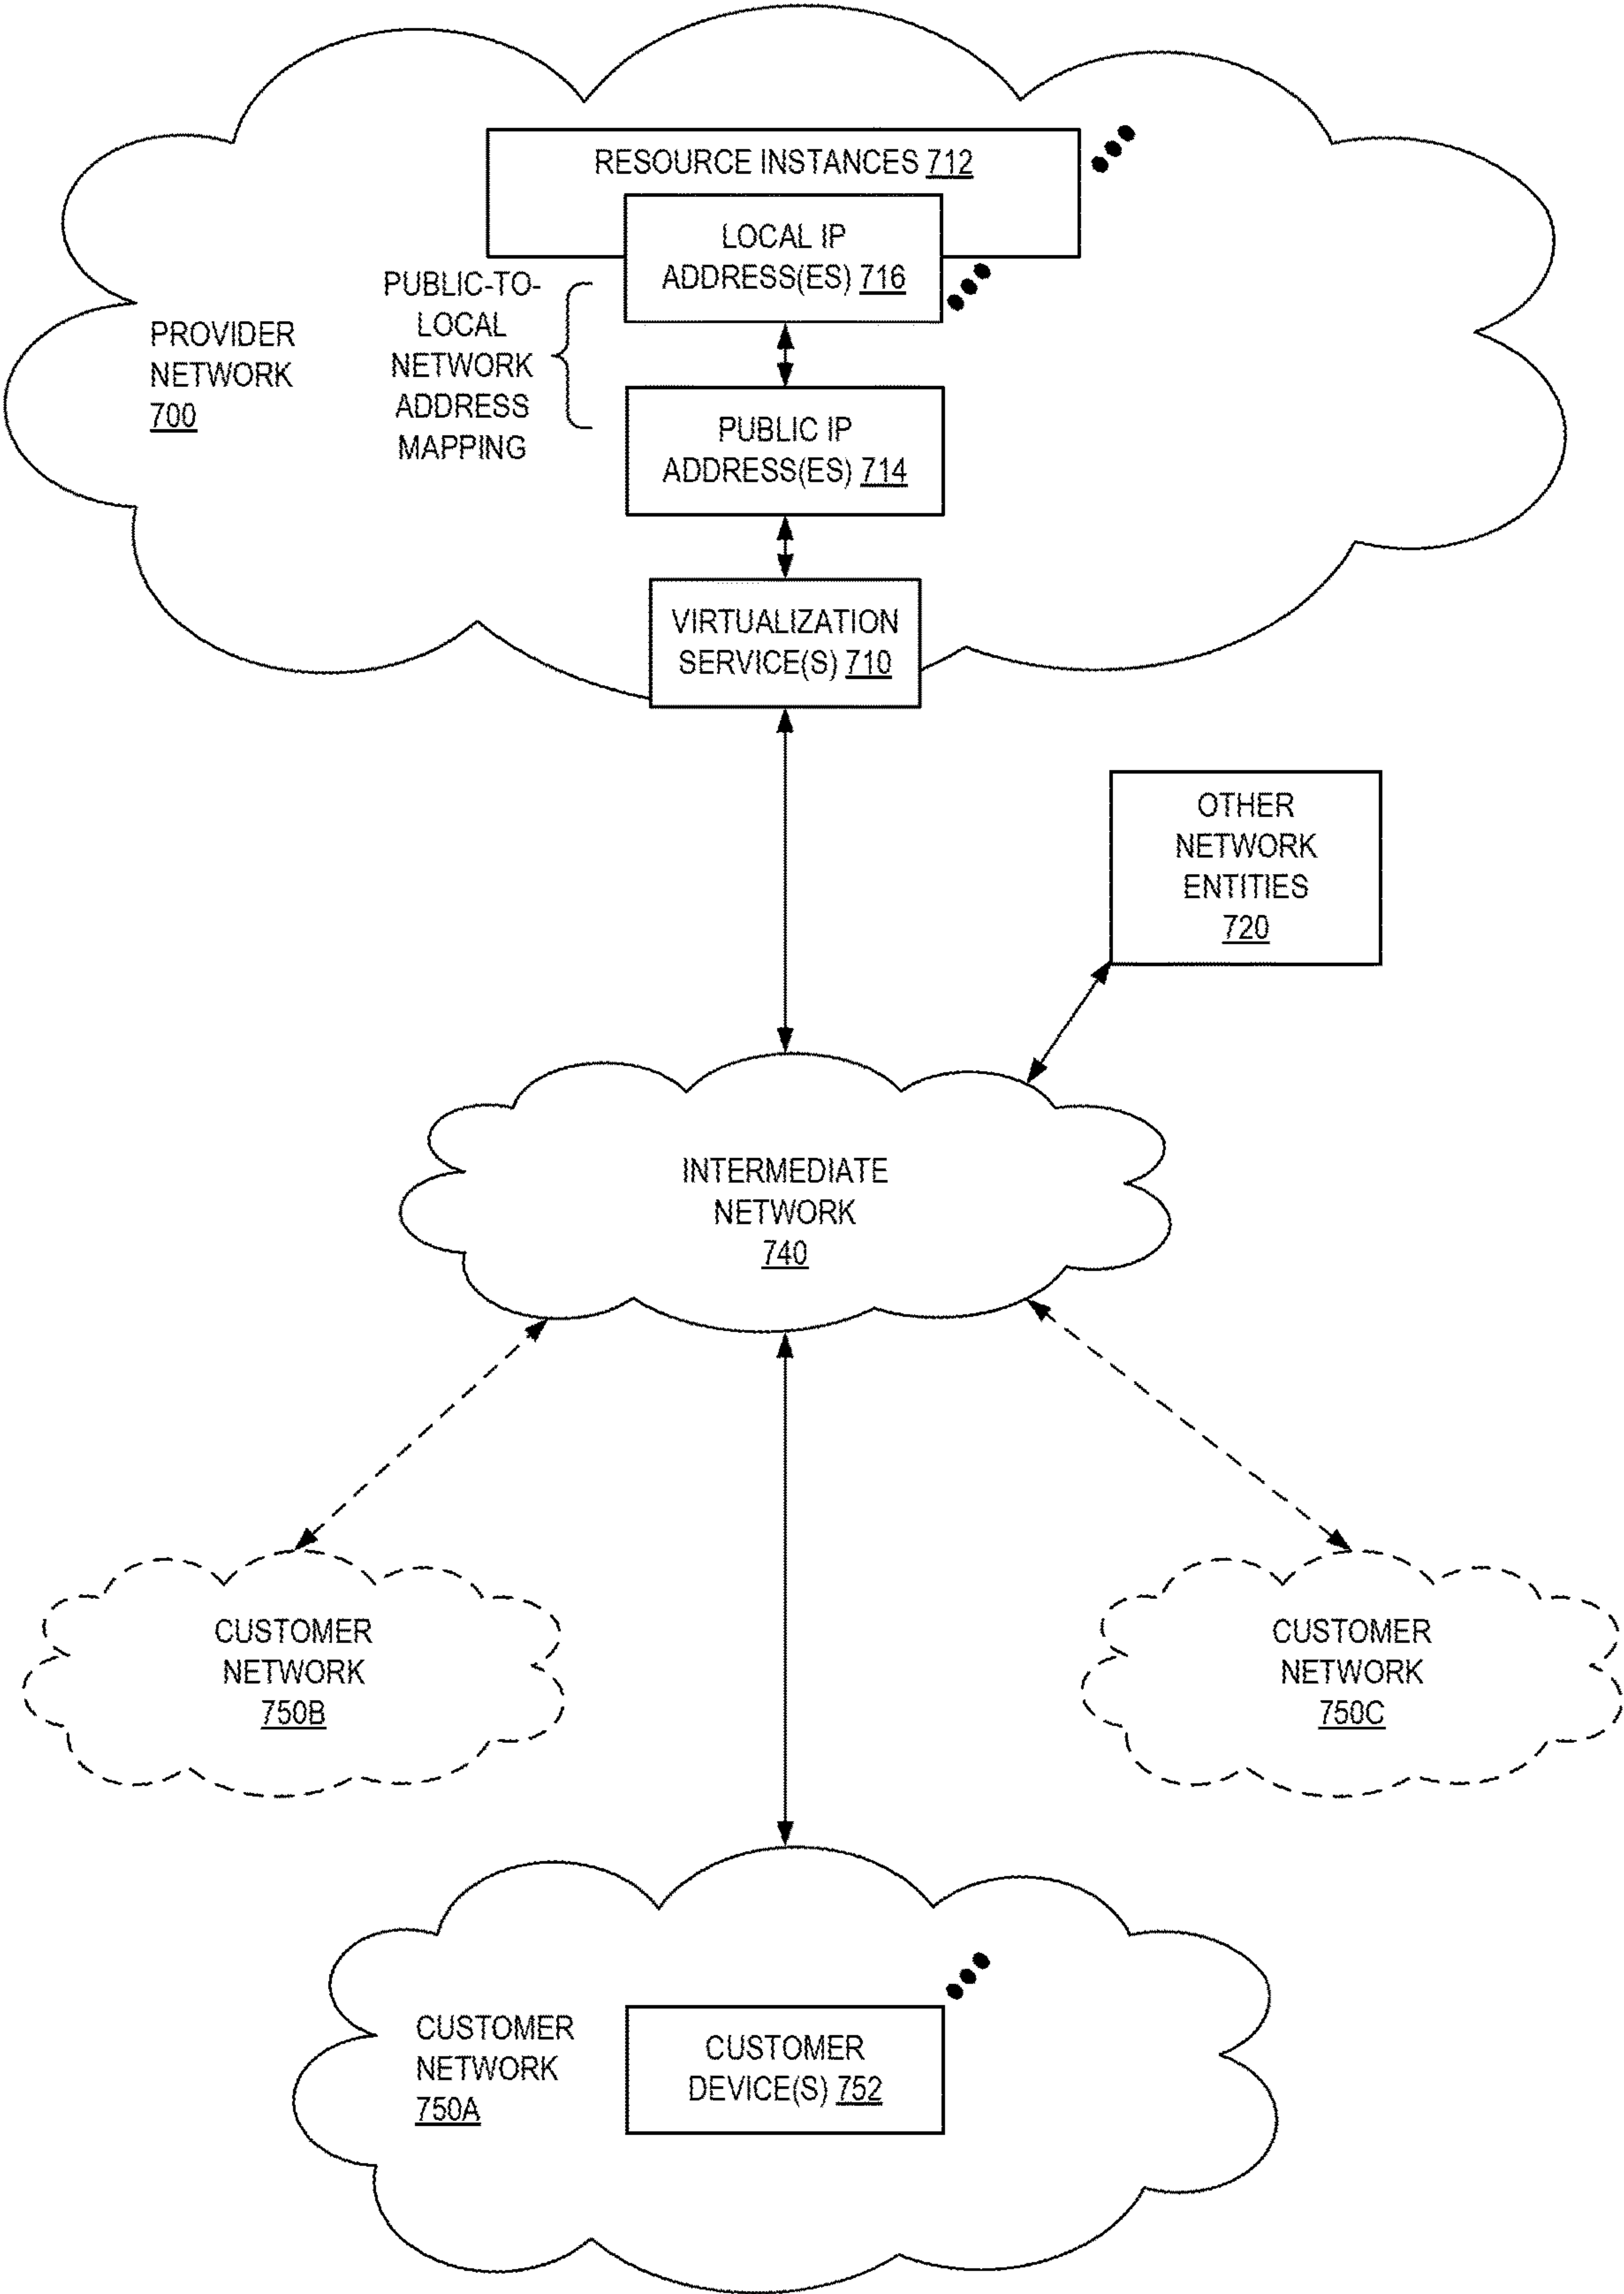 RESOURCE INSTANCES 712
LOCAL IP
ADDRESS(ES) 716
PUBLIC-TO-
LOCAL
NETWORK
ADDRESS
MAPPING
PROVIDER
NETWORK
700
PUBLIC IP
ADDRESS(ES) 714
VIRTUALIZATION
SERVICE(S) 710
OTHER
NETWORK
ENTITIES
720
INTERMEDIATE
NETWORK
740
CUSTOMER
NETWORK
750B
CUSTOMER
NETWORK
750C
CUSTOMER
NETWORK
750A
CUSTOMER
DEVICE(S) 752